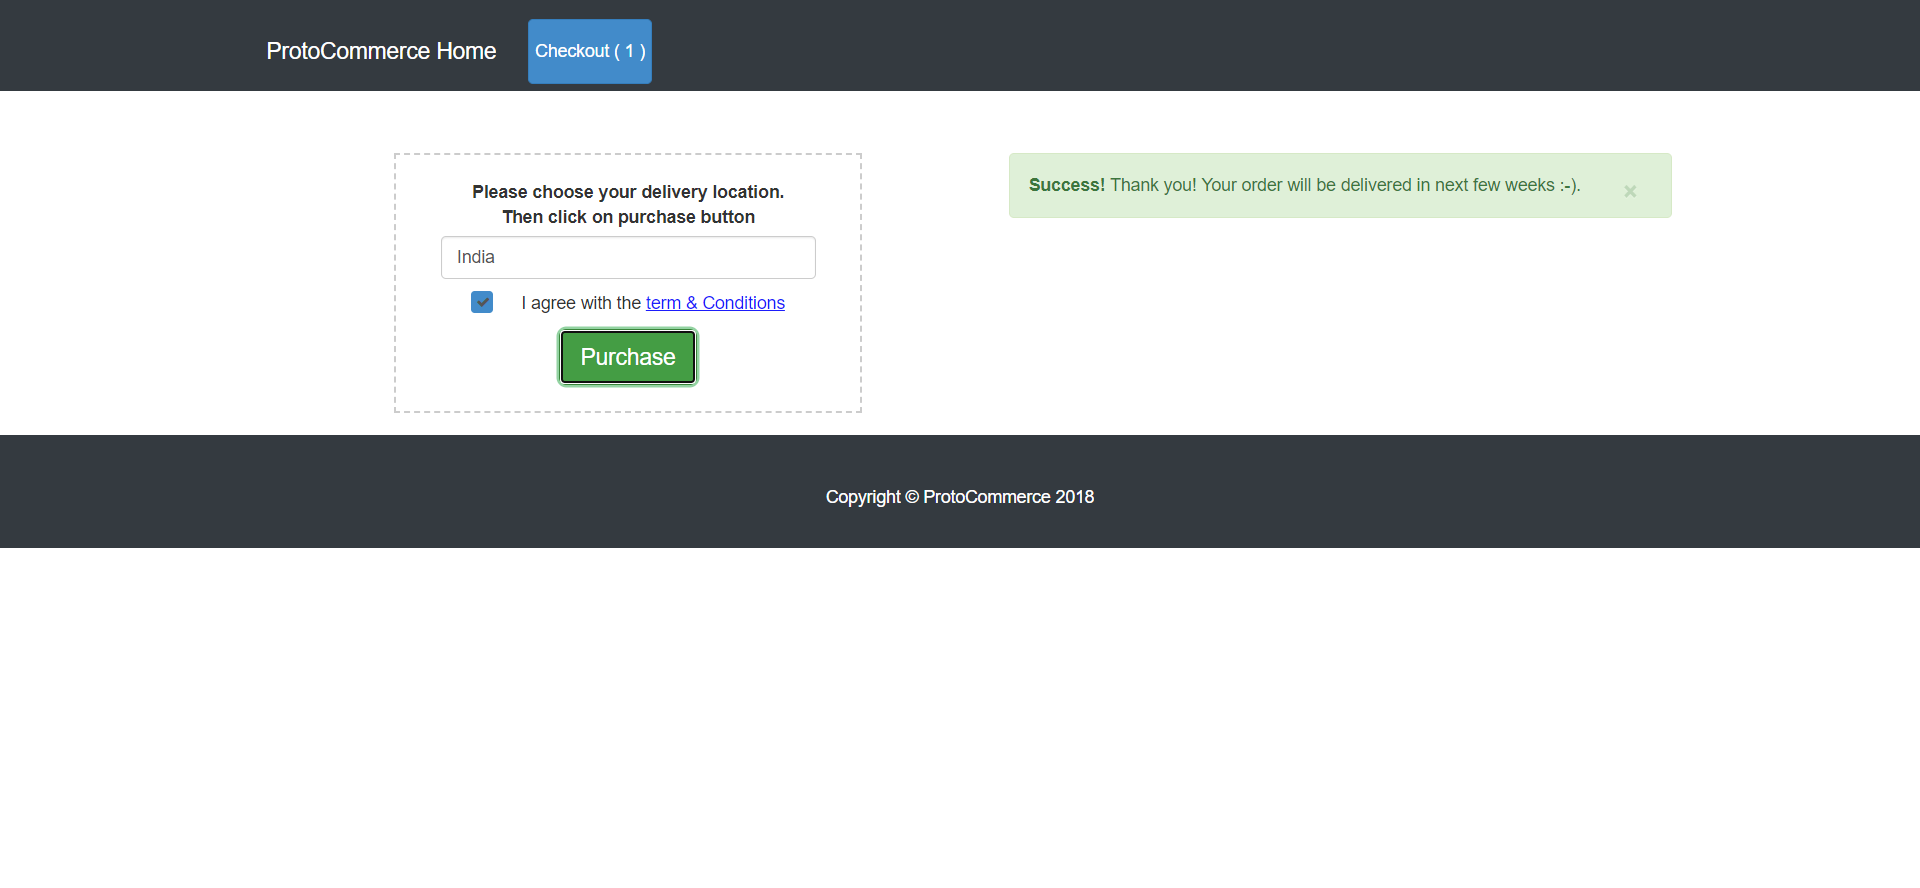 ProtoCommerce Home
Checkout ( 1 )
Please choose your delivery location.
Then click on purchase button
India
I agree with the term & Conditions
Purchase
Success! Thank you! Your order will be delivered in next few weeks :-).
×
Copyright © ProtoCommerce 2018